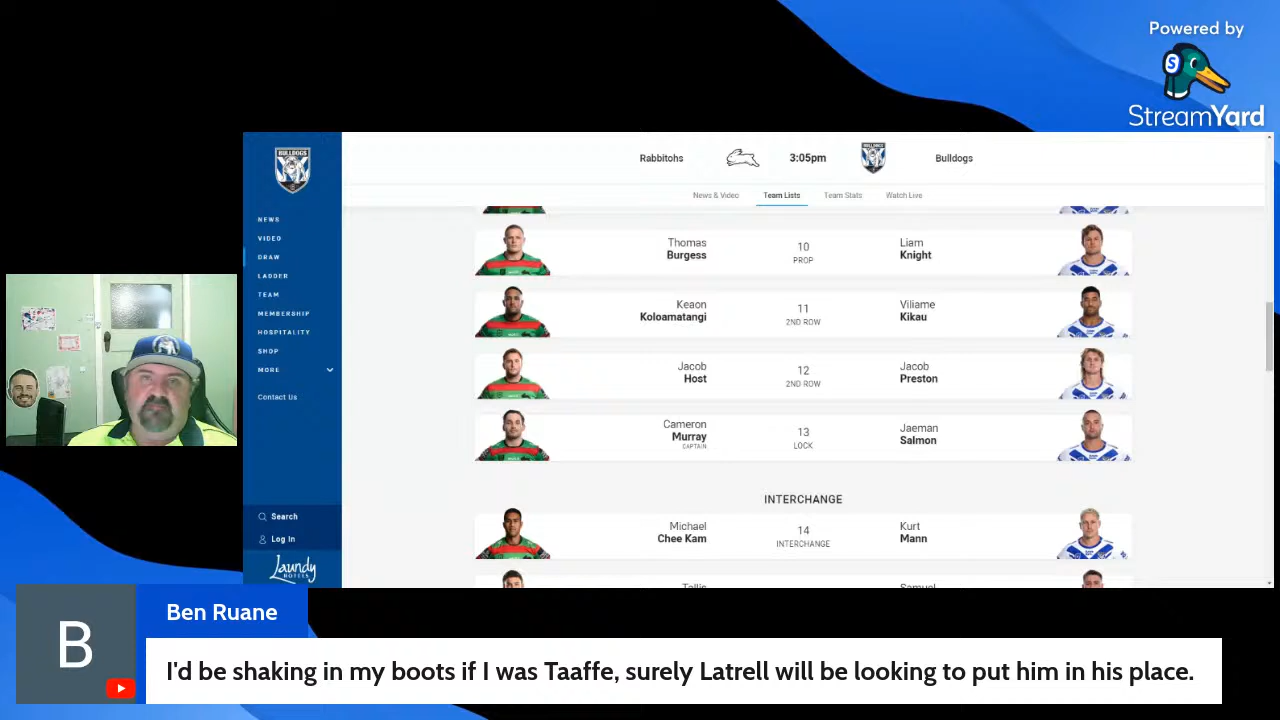 Powered by
StreamYard
BULLDOGS
Rabbitohs 3:05pm Bulldogs
News & Video Team Lists Team Stats Watch Live
NEWS
VIDEO
DRAW
LADDER
TEAM
MEMBERSHIP
HOSPITALITY
SHOP
MORE
Contact Us
Search
Log In
Laundy
HOTELS
Thomas 10 Liam
Burgess PROP Knight
Keaon 11 Viliame
Koloamatangi 2ND ROW Kikau
Jacob 12 Jacob
Host 2ND ROW Preston
Cameron 13 Jaeman
Murray LOCK Salmon
CAPTAIN
INTERCHANGE
Michael 14 Kurt
Chee Kam INTERCHANGE Mann
Tallis Samuel
B
Ben Ruane
I'd be shaking in my boots if I was Taaffe, surely Latrell will be looking to put him in his place.